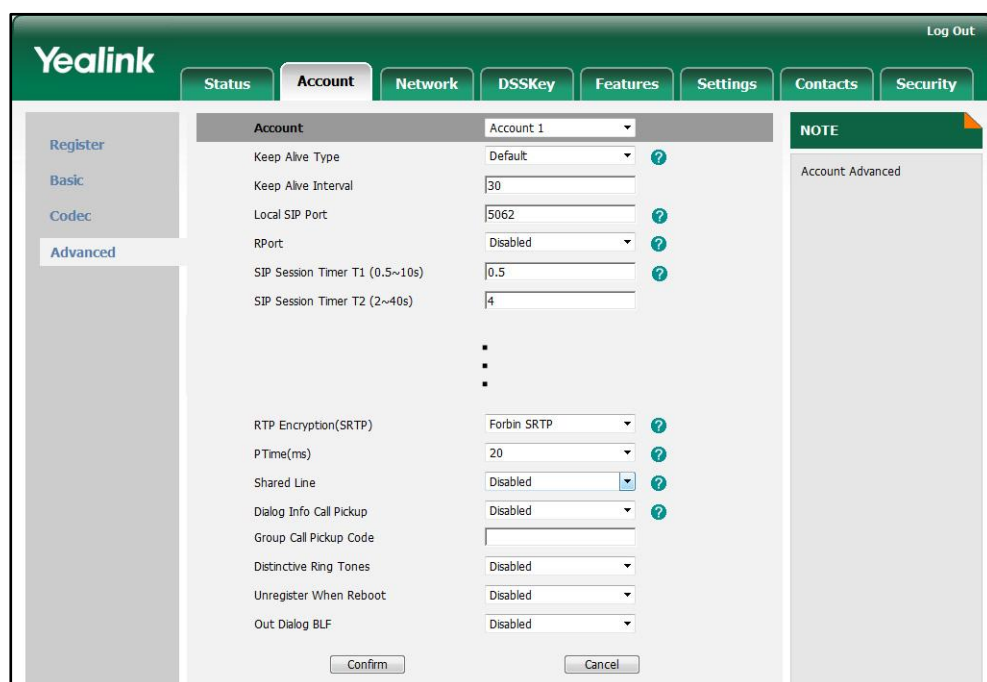 Log Out
Yealink
Status Account Network DSSKey Features Settings Contacts Security
Register
Basic
Codec
Advanced
Account Account 1
Keep Alive Type Default ?
Keep Alive Interval 30
Local SIP Port 5062 ?
RPort Disabled ?
SIP Session Timer T1 (0.5~10s) 0.5 ?
SIP Session Timer T2 (2~40s) 4
RTP Encryption(SRTP) Forbin SRTP ?
PTime(ms) 20 ?
Shared Line Disabled ?
Dialog Info Call Pickup Disabled ?
Group Call Pickup Code
Distinctive Ring Tones Disabled
Unregister When Reboot Disabled
Out Dialog BLF Disabled
Confirm Cancel
NOTE
Account Advanced